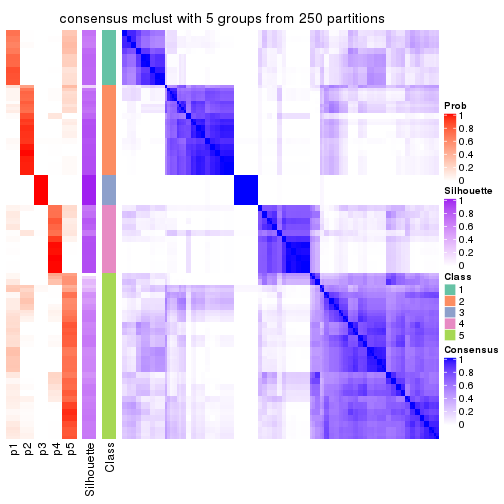 consensus mclust with 5 groups from 250 partitions
Prob
1
0.8
0.6
0.4
0.2
0
Silhouette
1
0.8
0.6
0.4
0.2
0
Class
1
2
3
4
5
Consensus
1
0.8
0.6
0.4
0.2
0
p1
p2
p3
p4
p5
Silhouette
Class